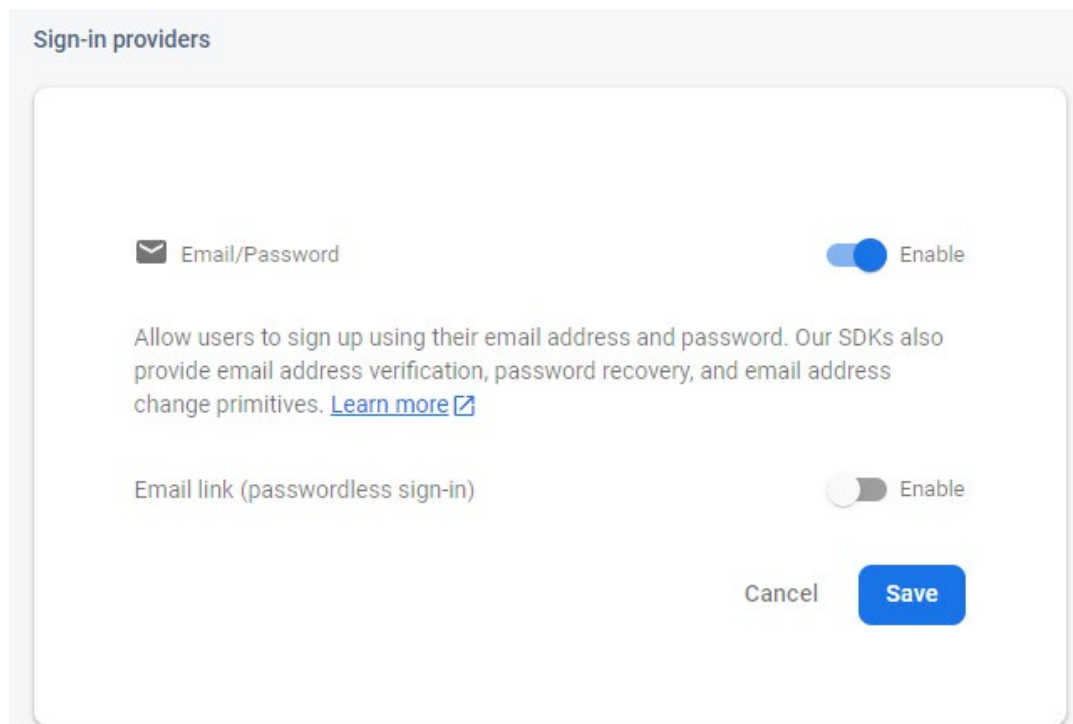 Sign-in providers
Email/Password Enable
Allow users to sign up using their email address and password. Our SDKs also
provide email address verification, password recovery, and email address
change primitives. Learn more
Email link (passwordless sign-in) Enable
Cancel Save